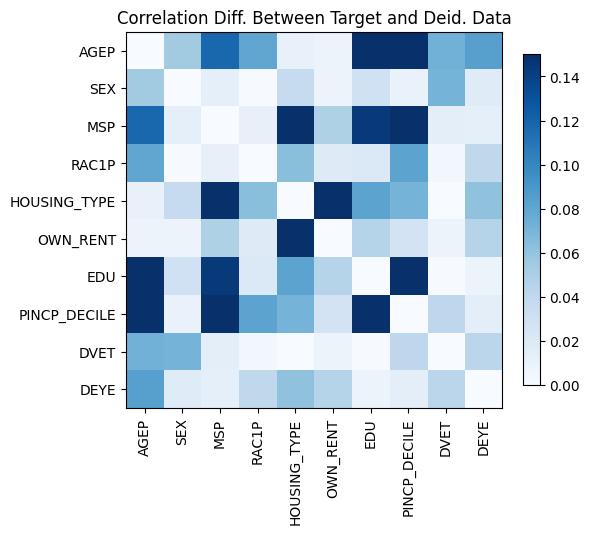 Correlation Diff. Between Target and Deid. Data
AGEP
SEX
MSP
RAC1P
HOUSING_TYPE
OWN_RENT
EDU
PINCP_DECILE
DVET
DEYE
AGEP
SEX
MSP
RAC1P
HOUSING_TYPE
OWN_RENT
EDU
PINCP_DECILE
DVET
DEYE
0.14
0.12
0.10
0.08
0.06
0.04
0.02
0.00